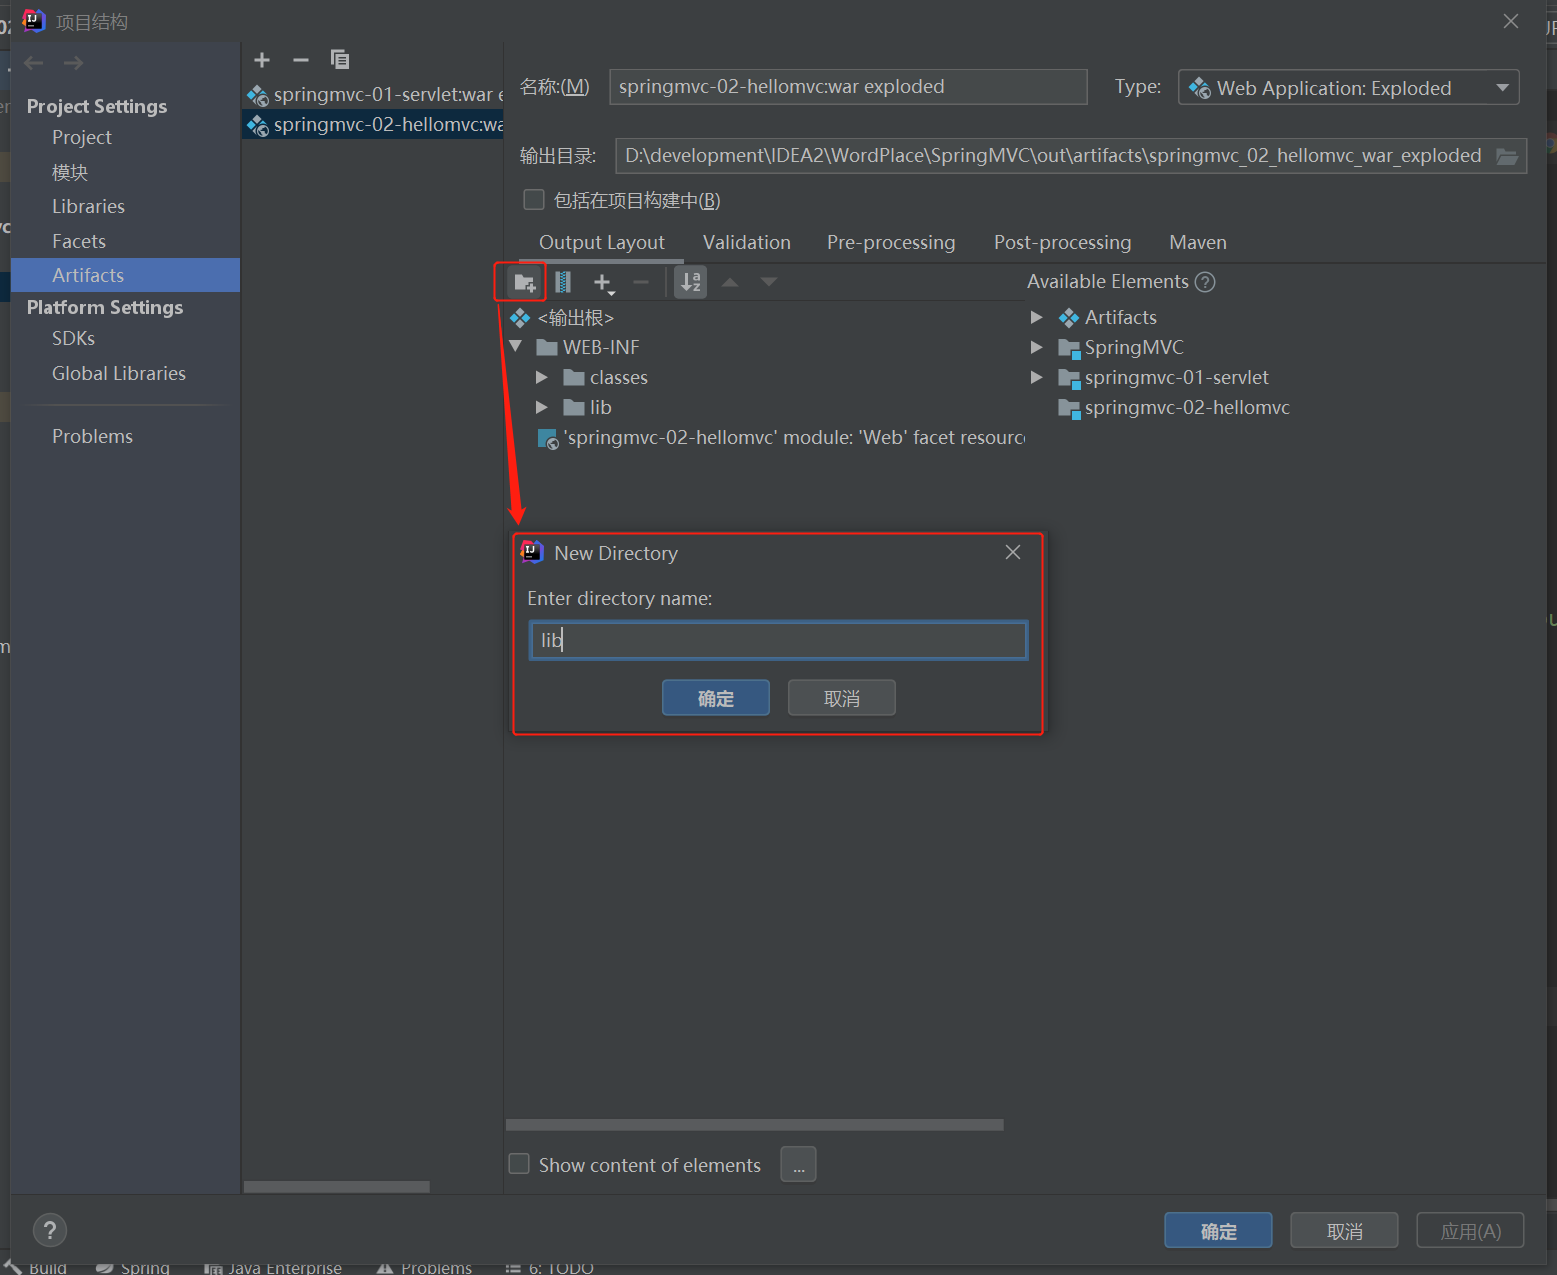 项目结构
Project Settings
Project
模块
Libraries
Facets
Artifacts
Platform Settings
SDKs
Global Libraries
Problems
springmvc-01-servlet:war e
springmvc-02-hellomvc:wa
名称:(M) springmvc-02-hellomvc:war exploded Type: Web Application: Exploded
输出目录: D:\development\IDEA2\WordPlace\SpringMVC\out\artifacts\springmvc_02_hellomvc_war_exploded
包括在项目构建中(B)
Output Layout Validation Pre-processing Post-processing Maven
Available Elements ?
<输出根>
WEB-INF
classes
lib
'springmvc-02-hellomvc' module: 'Web' facet resourc
Artifacts
SpringMVC
springmvc-01-servlet
springmvc-02-hellomvc
New Directory
Enter directory name:
lib
确定 取消
Show content of elements ...
? 确定 取消 应用(A)
Build Spring Java Enterprise Problems 6: TODO